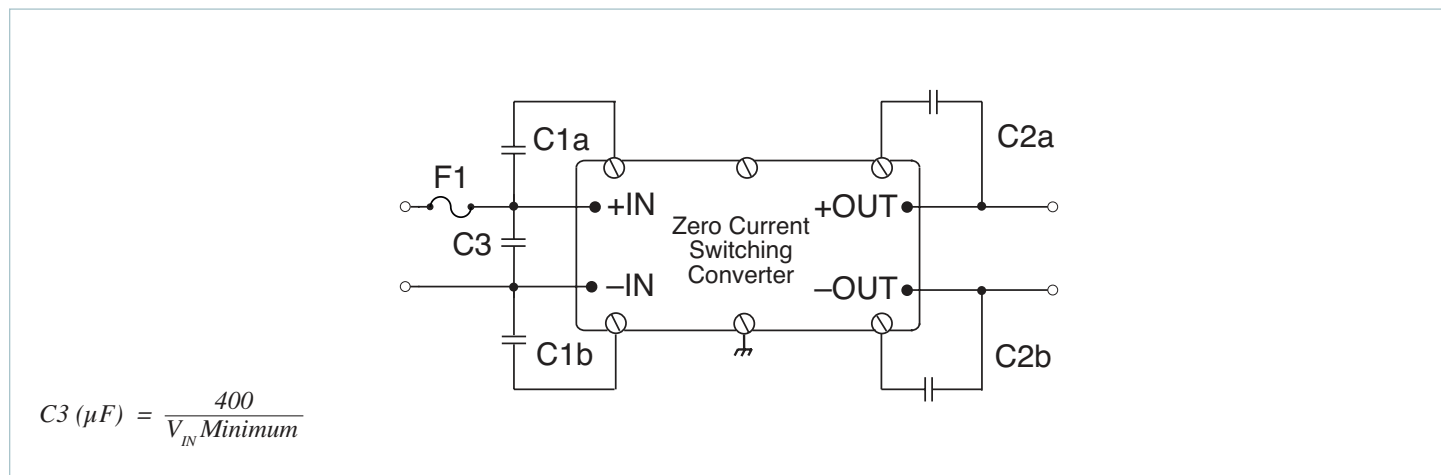 C1a
C2a
F1
+IN
+OUT
Zero Current
Switching
Converter
C3
–IN
–OUT
C1b
C2b
C3 (µF) = 400 / V_IN Minimum